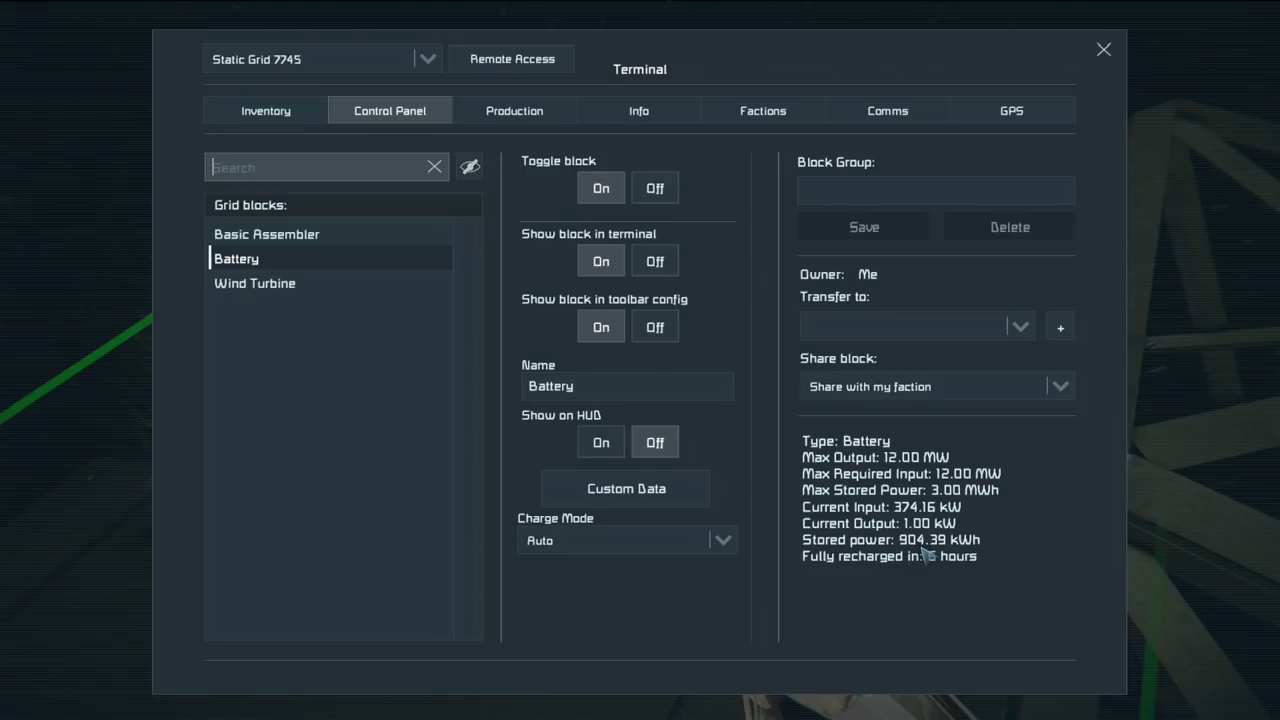 Static Grid 7745
Remote Access
Terminal
Inventory
Control Panel
Production
Info
Factions
Comms
GPS
Search
Grid blocks:
Basic Assembler
Battery
Wind Turbine
Toggle block
On
Off
Show block in terminal
On
Off
Show block in toolbar config
On
Off
Name
Battery
Show on HUD
On
Off
Custom Data
Charge Mode
Auto
Block Group:
Save
Delete
Owner: Me
Transfer to:
+
Share block:
Share with my faction
Type: Battery
Max Output: 12.00 MW
Max Required Input: 12.00 MW
Max Stored Power: 3.00 MWh
Current Input: 374.16 kW
Current Output: 1.00 kW
Stored power: 904.39 kWh
Fully recharged in: hours